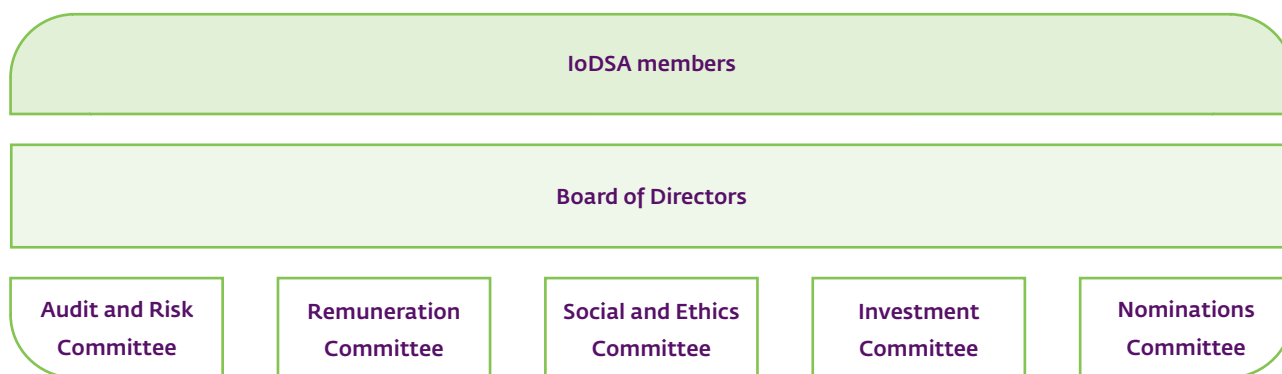 IoDSA members
Board of Directors
Audit and Risk
Committee
Remuneration
Committee
Social and Ethics
Committee
Investment
Committee
Nominations
Committee